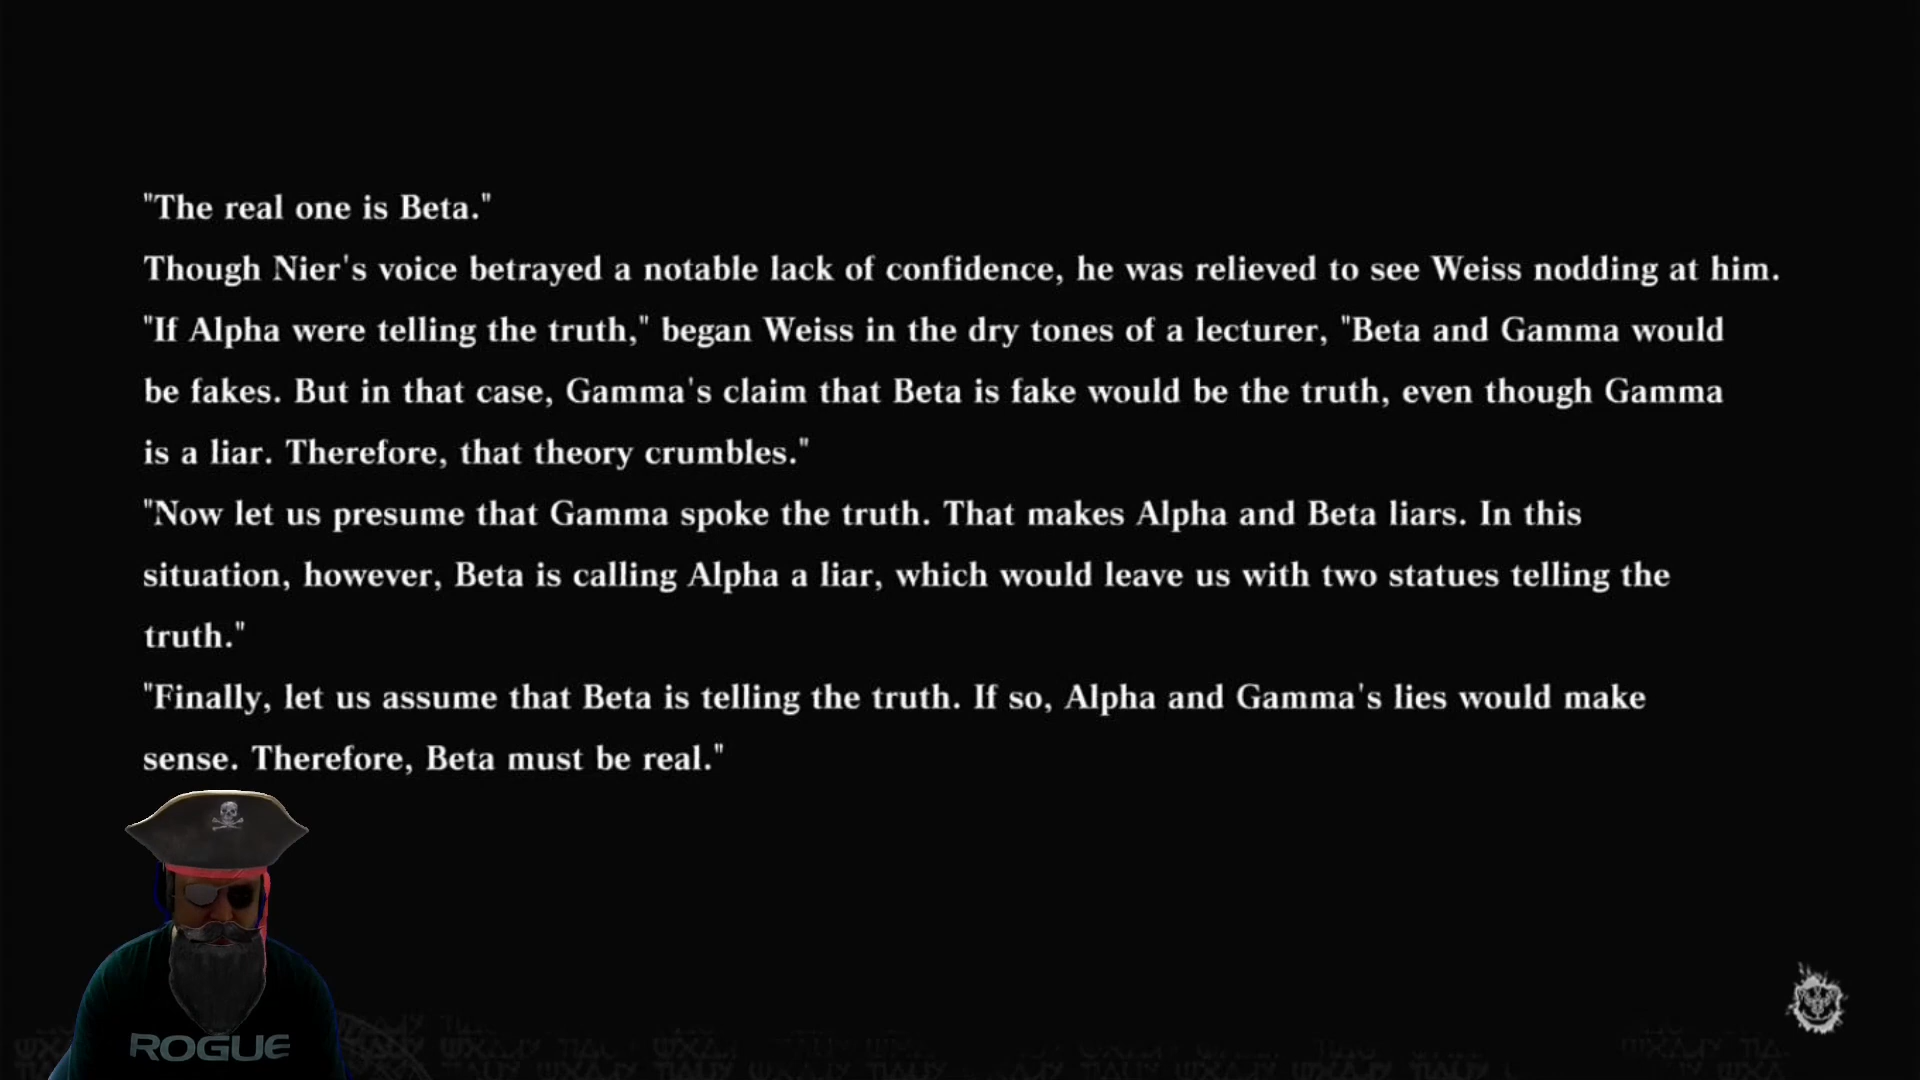 "The real one is Beta."
Though Nier's voice betrayed a notable lack of confidence, he was relieved to see Weiss nodding at him.
"If Alpha were telling the truth," began Weiss in the dry tones of a lecturer, "Beta and Gamma would
be fakes. But in that case, Gamma's claim that Beta is fake would be the truth, even though Gamma
is a liar. Therefore, that theory crumbles."
"Now let us presume that Gamma spoke the truth. That makes Alpha and Beta liars. In this
situation, however, Beta is calling Alpha a liar, which would leave us with two statues telling the
truth."
"Finally, let us assume that Beta is telling the truth. If so, Alpha and Gamma's lies would make
sense. Therefore, Beta must be real."
ROGUE